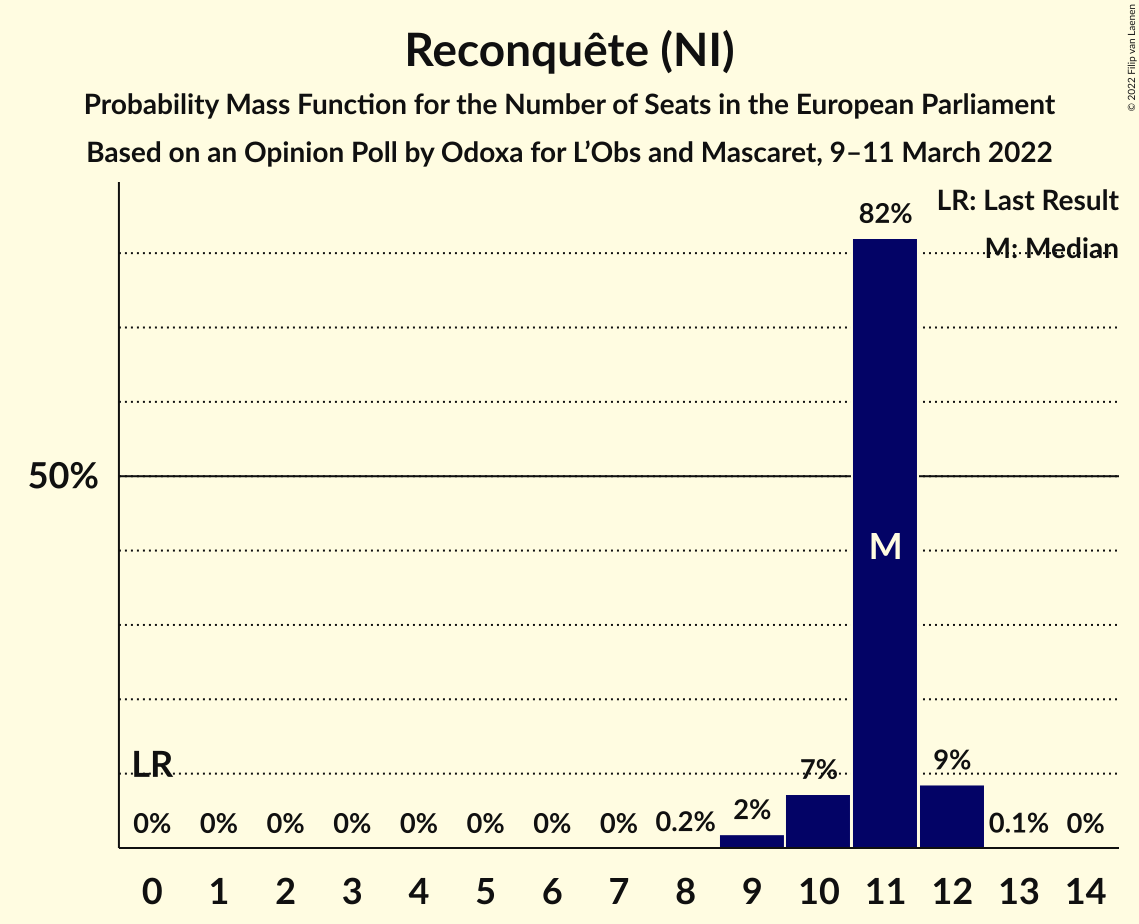 Reconquête (NI)
Probability Mass Function for the Number of Seats in the European Parliament
Based on an Opinion Poll by Odoxa for L’Obs and Mascaret, 9–11 March 2022
© 2022 Filip van Laenen
LR: Last Result
M: Median
82%
50%
M
LR
0% 0% 0% 0% 0% 0% 0% 0% 0.2% 2% 7% 9% 0.1% 0%
0 1 2 3 4 5 6 7 8 9 10 11 12 13 14